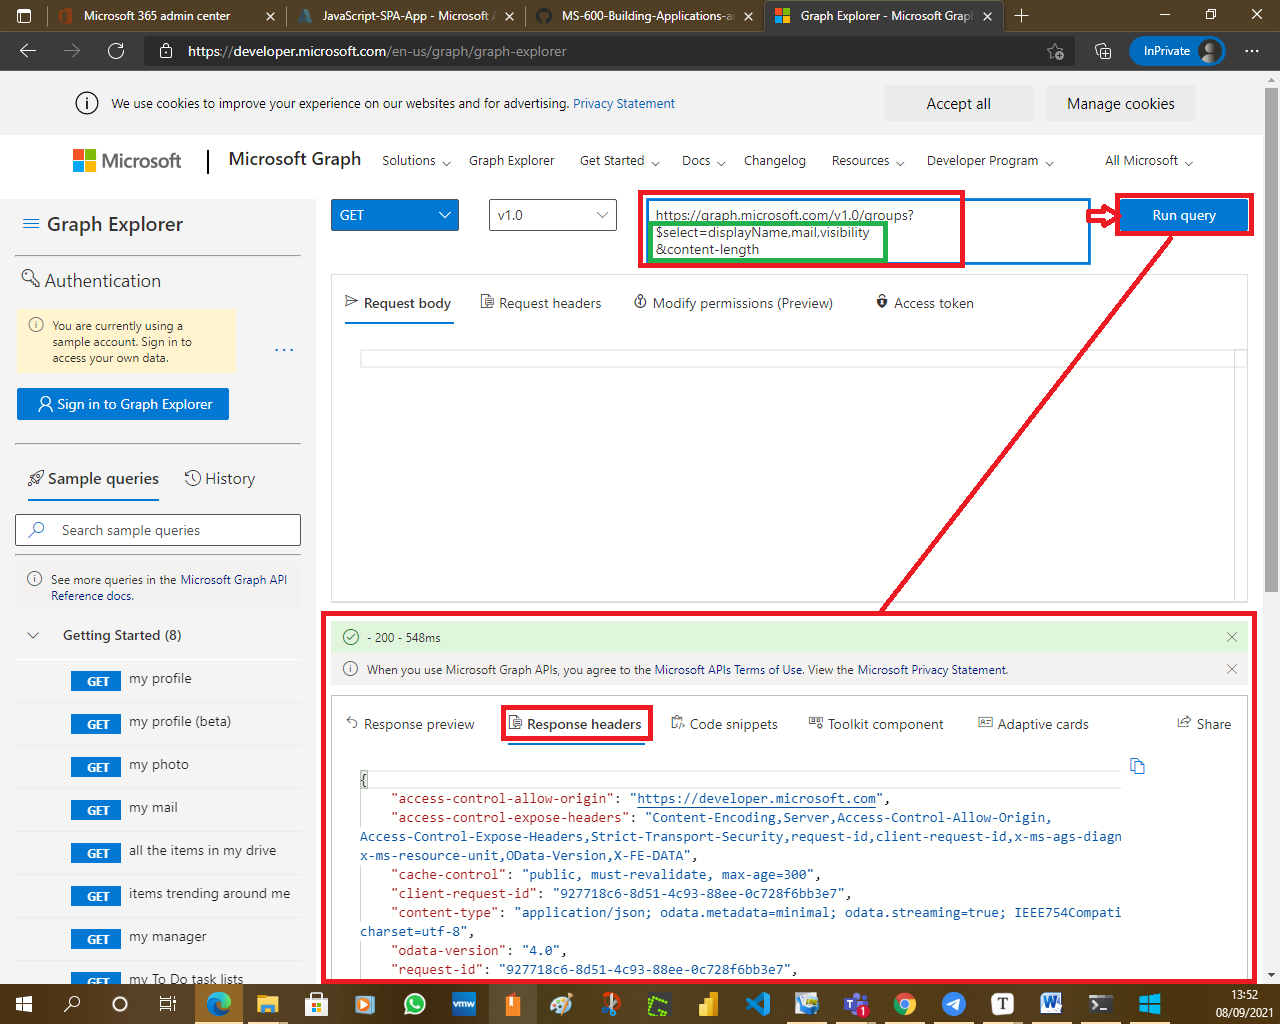 Microsoft 365 admin center
JavaScript-SPA-App - Microsoft A
MS-600-Building-Applications-an
Graph Explorer - Microsoft Graph
https://developer.microsoft.com/en-us/graph/graph-explorer
InPrivate
We use cookies to improve your experience on our websites and for advertising. Privacy Statement
Accept all
Manage cookies
Microsoft
Microsoft Graph
Solutions
Graph Explorer
Get Started
Docs
Changelog
Resources
Developer Program
All Microsoft
Graph Explorer
GET
v1.0
https://graph.microsoft.com/v1.0/groups?
$select=displayName,mail,visibility
&content-length
Run query
Authentication
You are currently using a
sample account. Sign in to
access your own data.
Sign in to Graph Explorer
Request body
Request headers
Modify permissions (Preview)
Access token
Sample queries
History
Search sample queries
See more queries in the Microsoft Graph API
Reference docs.
Getting Started (8)
GET my profile
GET my profile (beta)
GET my photo
GET my mail
GET all the items in my drive
GET items trending around me
GET my manager
GET my To Do task lists
- 200 - 548ms
When you use Microsoft Graph APIs, you agree to the Microsoft APIs Terms of Use. View the Microsoft Privacy Statement.
Response preview
Response headers
Code snippets
Toolkit component
Adaptive cards
Share
{
"access-control-allow-origin": "https://developer.microsoft.com",
"access-control-expose-headers": "Content-Encoding,Server,Access-Control-Allow-Origin,
Access-Control-Expose-Headers,Strict-Transport-Security,request-id,client-request-id,x-ms-ags-diagn
x-ms-resource-unit,OData-Version,X-FE-DATA",
"cache-control": "public, must-revalidate, max-age=300",
"client-request-id": "927718c6-8d51-4c93-88ee-0c728f6bb3e7",
"content-type": "application/json; odata.metadata=minimal; odata.streaming=true; IEEE754Compati
charset=utf-8",
"odata-version": "4.0",
"request-id": "927718c6-8d51-4c93-88ee-0c728f6bb3e7",
vmw
1
T
W
13:52
08/09/2021